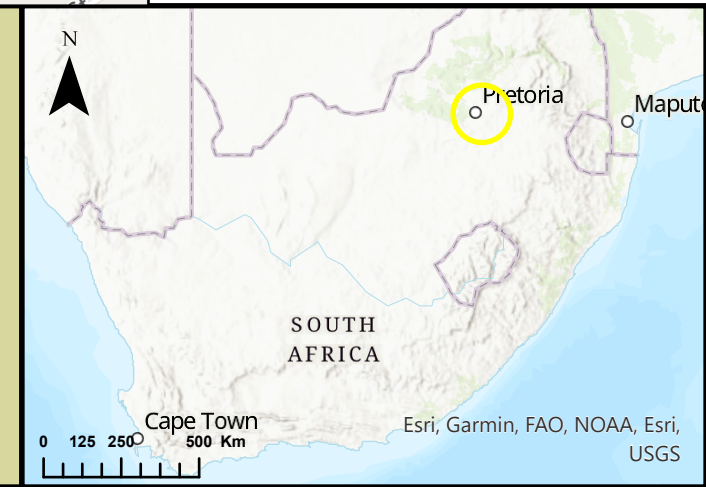 N
Pretoria
Maputo
SOUTH
AFRICA
Cape Town
0 125 250 500 Km
Esri, Garmin, FAO, NOAA, Esri,
USGS